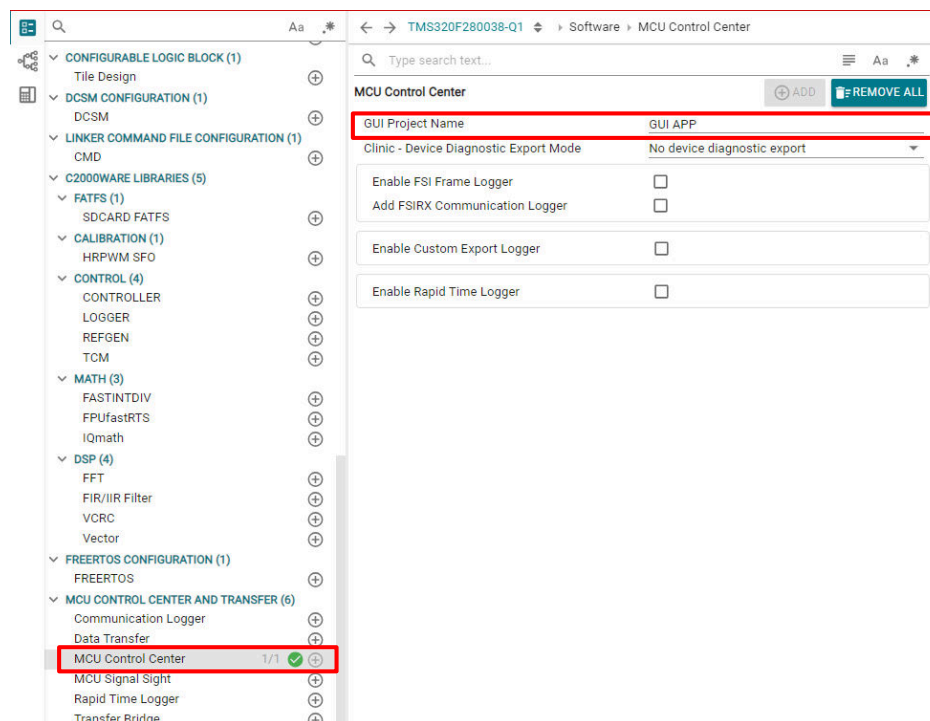 Aa .*
CONFIGURABLE LOGIC BLOCK (1)
Tile Design
DCSM CONFIGURATION (1)
DCSM
LINKER COMMAND FILE CONFIGURATION (1)
CMD
C2000WARE LIBRARIES (5)
FATFS (1)
SDCARD FATFS
CALIBRATION (1)
HRPWM SFO
CONTROL (4)
CONTROLLER
LOGGER
REFGEN
TCM
MATH (3)
FASTINTDIV
FPUfastRTS
IQmath
DSP (4)
FFT
FIR/IIR Filter
VCRC
Vector
FREERTOS CONFIGURATION (1)
FREERTOS
MCU CONTROL CENTER AND TRANSFER (6)
Communication Logger
Data Transfer
MCU Control Center 1/1
MCU Signal Sight
Rapid Time Logger
Transfer Bridge
TMS320F280038-Q1 Software MCU Control Center
Type search text... Aa .*
MCU Control Center ADD REMOVE ALL
GUI Project Name GUI APP
Clinic - Device Diagnostic Export Mode No device diagnostic export
Enable FSI Frame Logger
Add FSIRX Communication Logger
Enable Custom Export Logger
Enable Rapid Time Logger